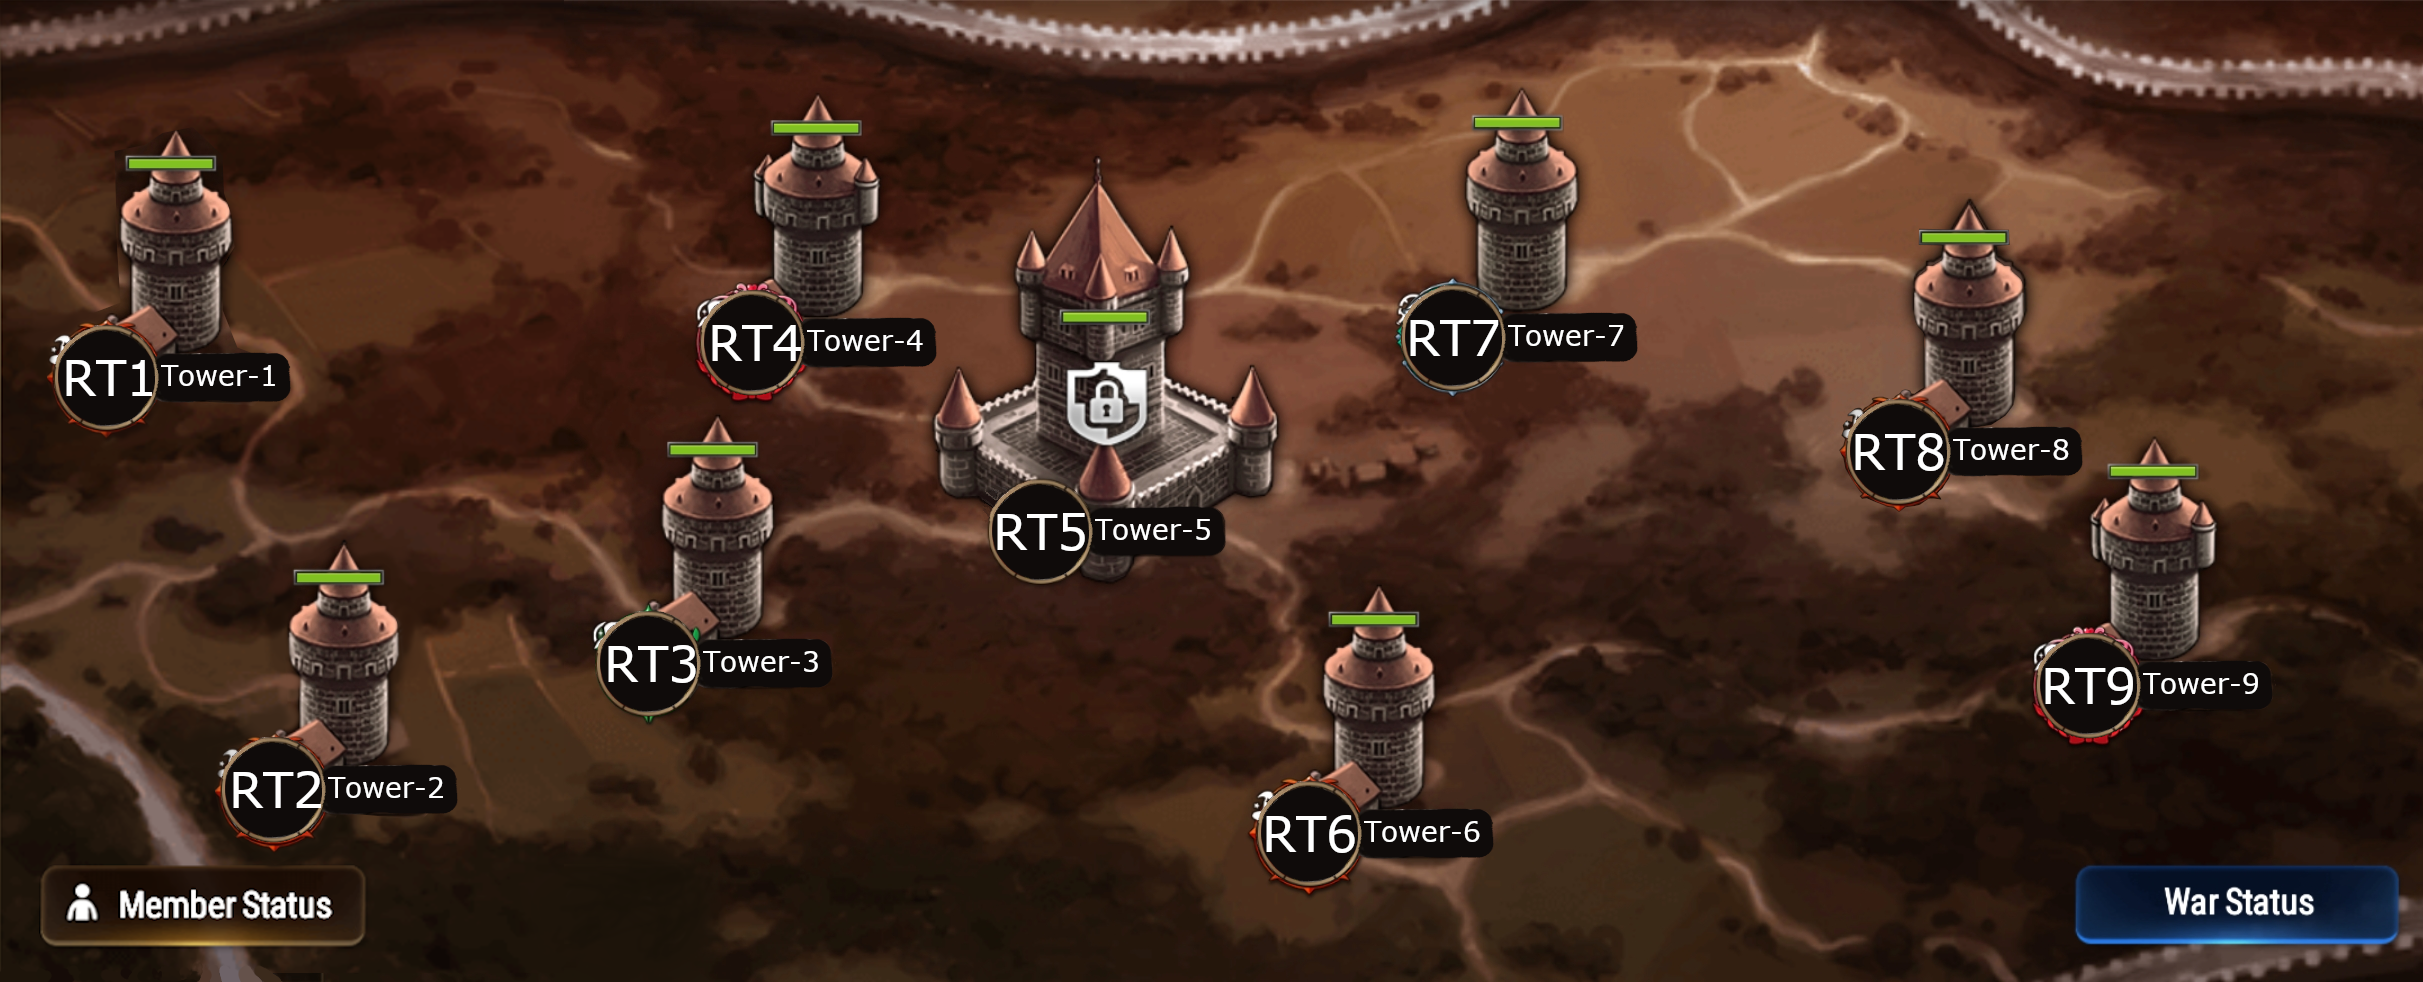 RT1 Tower-1
RT2 Tower-2
RT3 Tower-3
RT4 Tower-4
RT5 Tower-5
RT6 Tower-6
RT7 Tower-7
RT8 Tower-8
RT9 Tower-9
Member Status
War Status